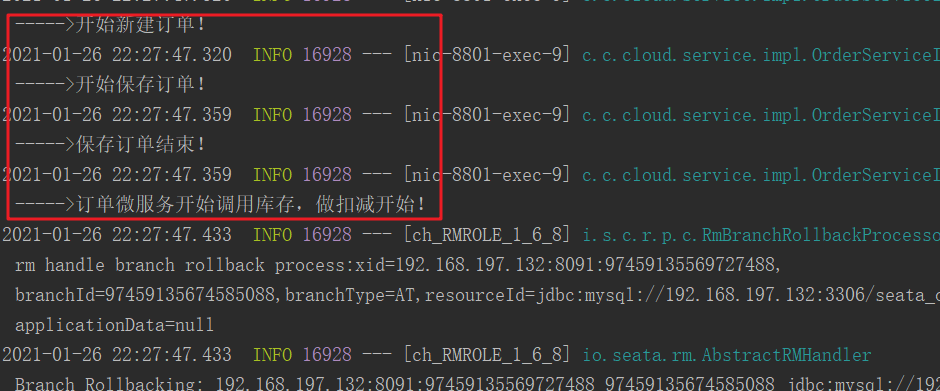 ----->开始新建订单!
2021-01-26 22:27:47.320 INFO 16928 --- [nio-8801-exec-9] c.c.cloud.service.impl.OrderServiceI
----->开始保存订单!
2021-01-26 22:27:47.359 INFO 16928 --- [nio-8801-exec-9] c.c.cloud.service.impl.OrderServiceI
----->保存订单结束!
2021-01-26 22:27:47.359 INFO 16928 --- [nio-8801-exec-9] c.c.cloud.service.impl.OrderServiceI
----->订单微服务开始调用库存，做扣减开始!
2021-01-26 22:27:47.433 INFO 16928 --- [ch_RMROLE_1_6_8] i.s.c.r.p.c.RmBranchRollbackProcesso
rm handle branch rollback process:xid=192.168.197.132:8091:97459135569727488,
branchId=97459135674585088,branchType=AT,resourceId=jdbc:mysql://192.168.197.132:3306/seata_o
applicationData=null
2021-01-26 22:27:47.433 INFO 16928 --- [ch_RMROLE_1_6_8] io.seata.rm.AbstractRMHandler
Branch Rollbacking: 192.168.197.132:8091:97459135569727488 97459135674585088 jdbc:mysql://192